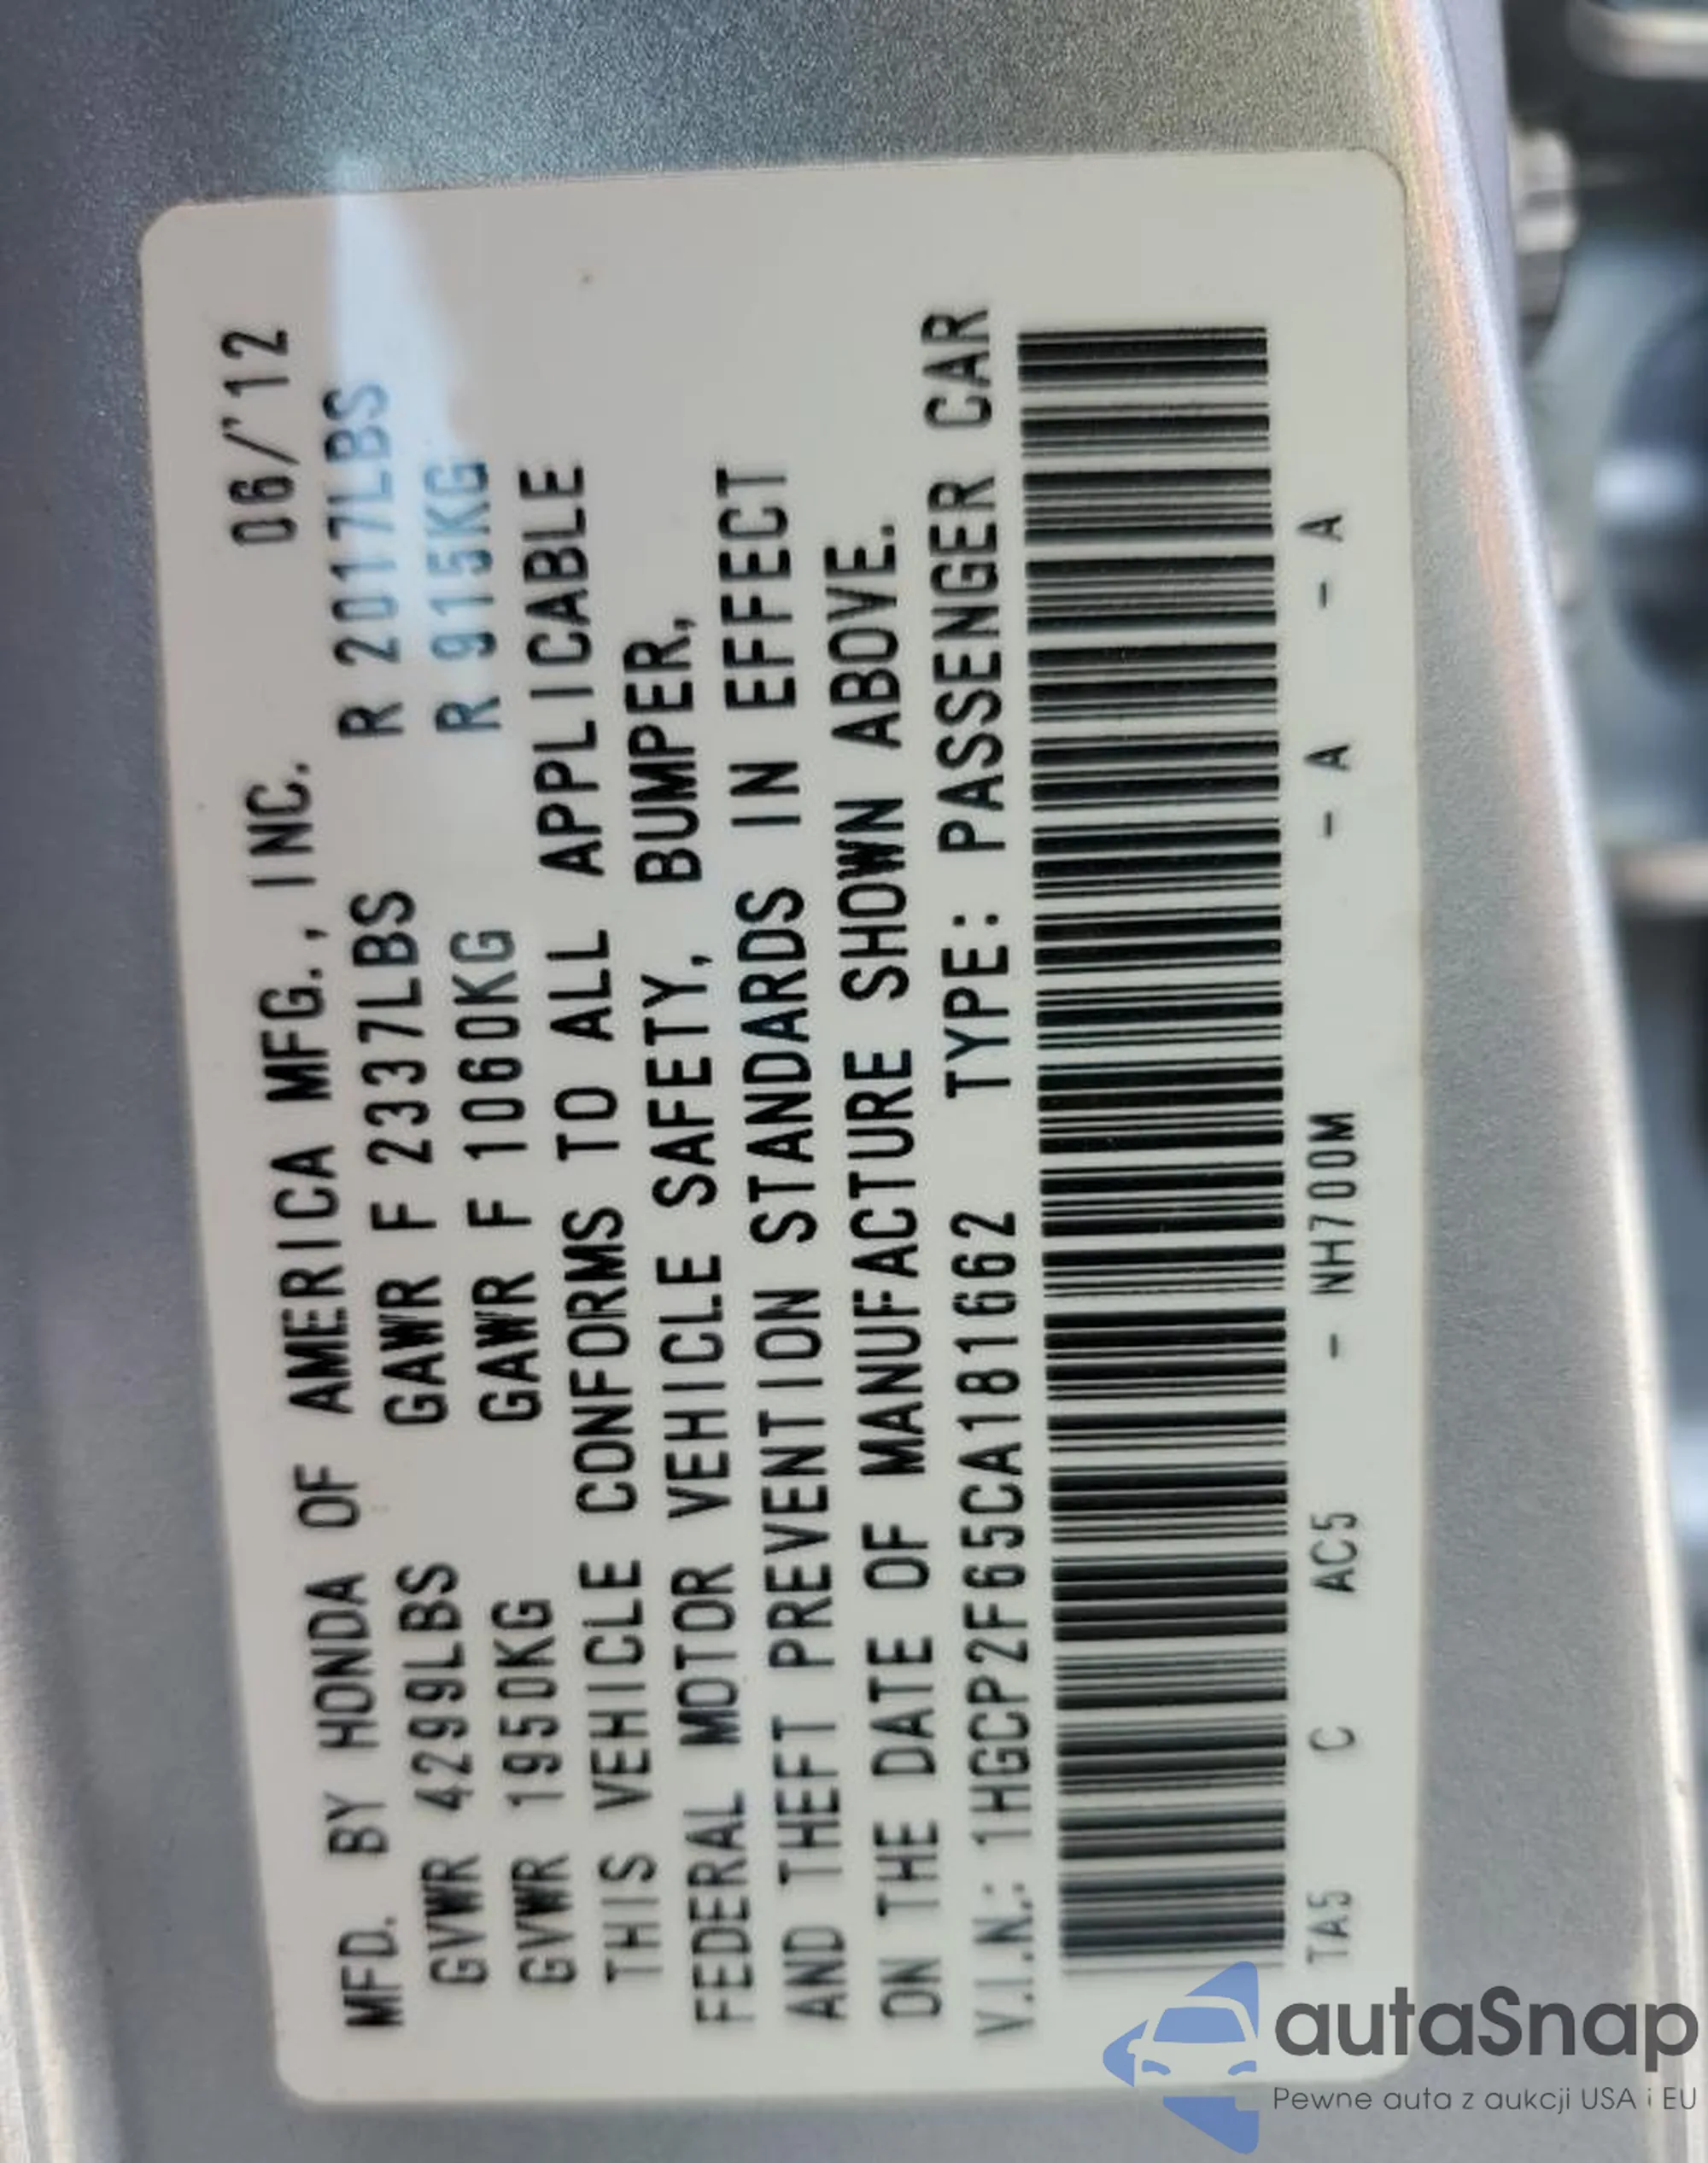 MFD. BY HONDA OF AMERICA MFG., INC. 06/'12
GVWR 4299LBS GAWR F 2337LBS R 2017LBS
GVWR 1950KG GAWR F 1060KG R 915KG
THIS VEHICLE CONFORMS TO ALL APPLICABLE
FEDERAL MOTOR VEHICLE SAFETY, BUMPER,
AND THEFT PREVENTION STANDARDS IN EFFECT
ON THE DATE OF MANUFACTURE SHOWN ABOVE.
V.I.N.: 1HGCP2F65CA181662 TYPE: PASSENGER CAR
TA5 C AC5 - NH700M - A - A
autaSnap
Pewne auta z aukcji USA i EU